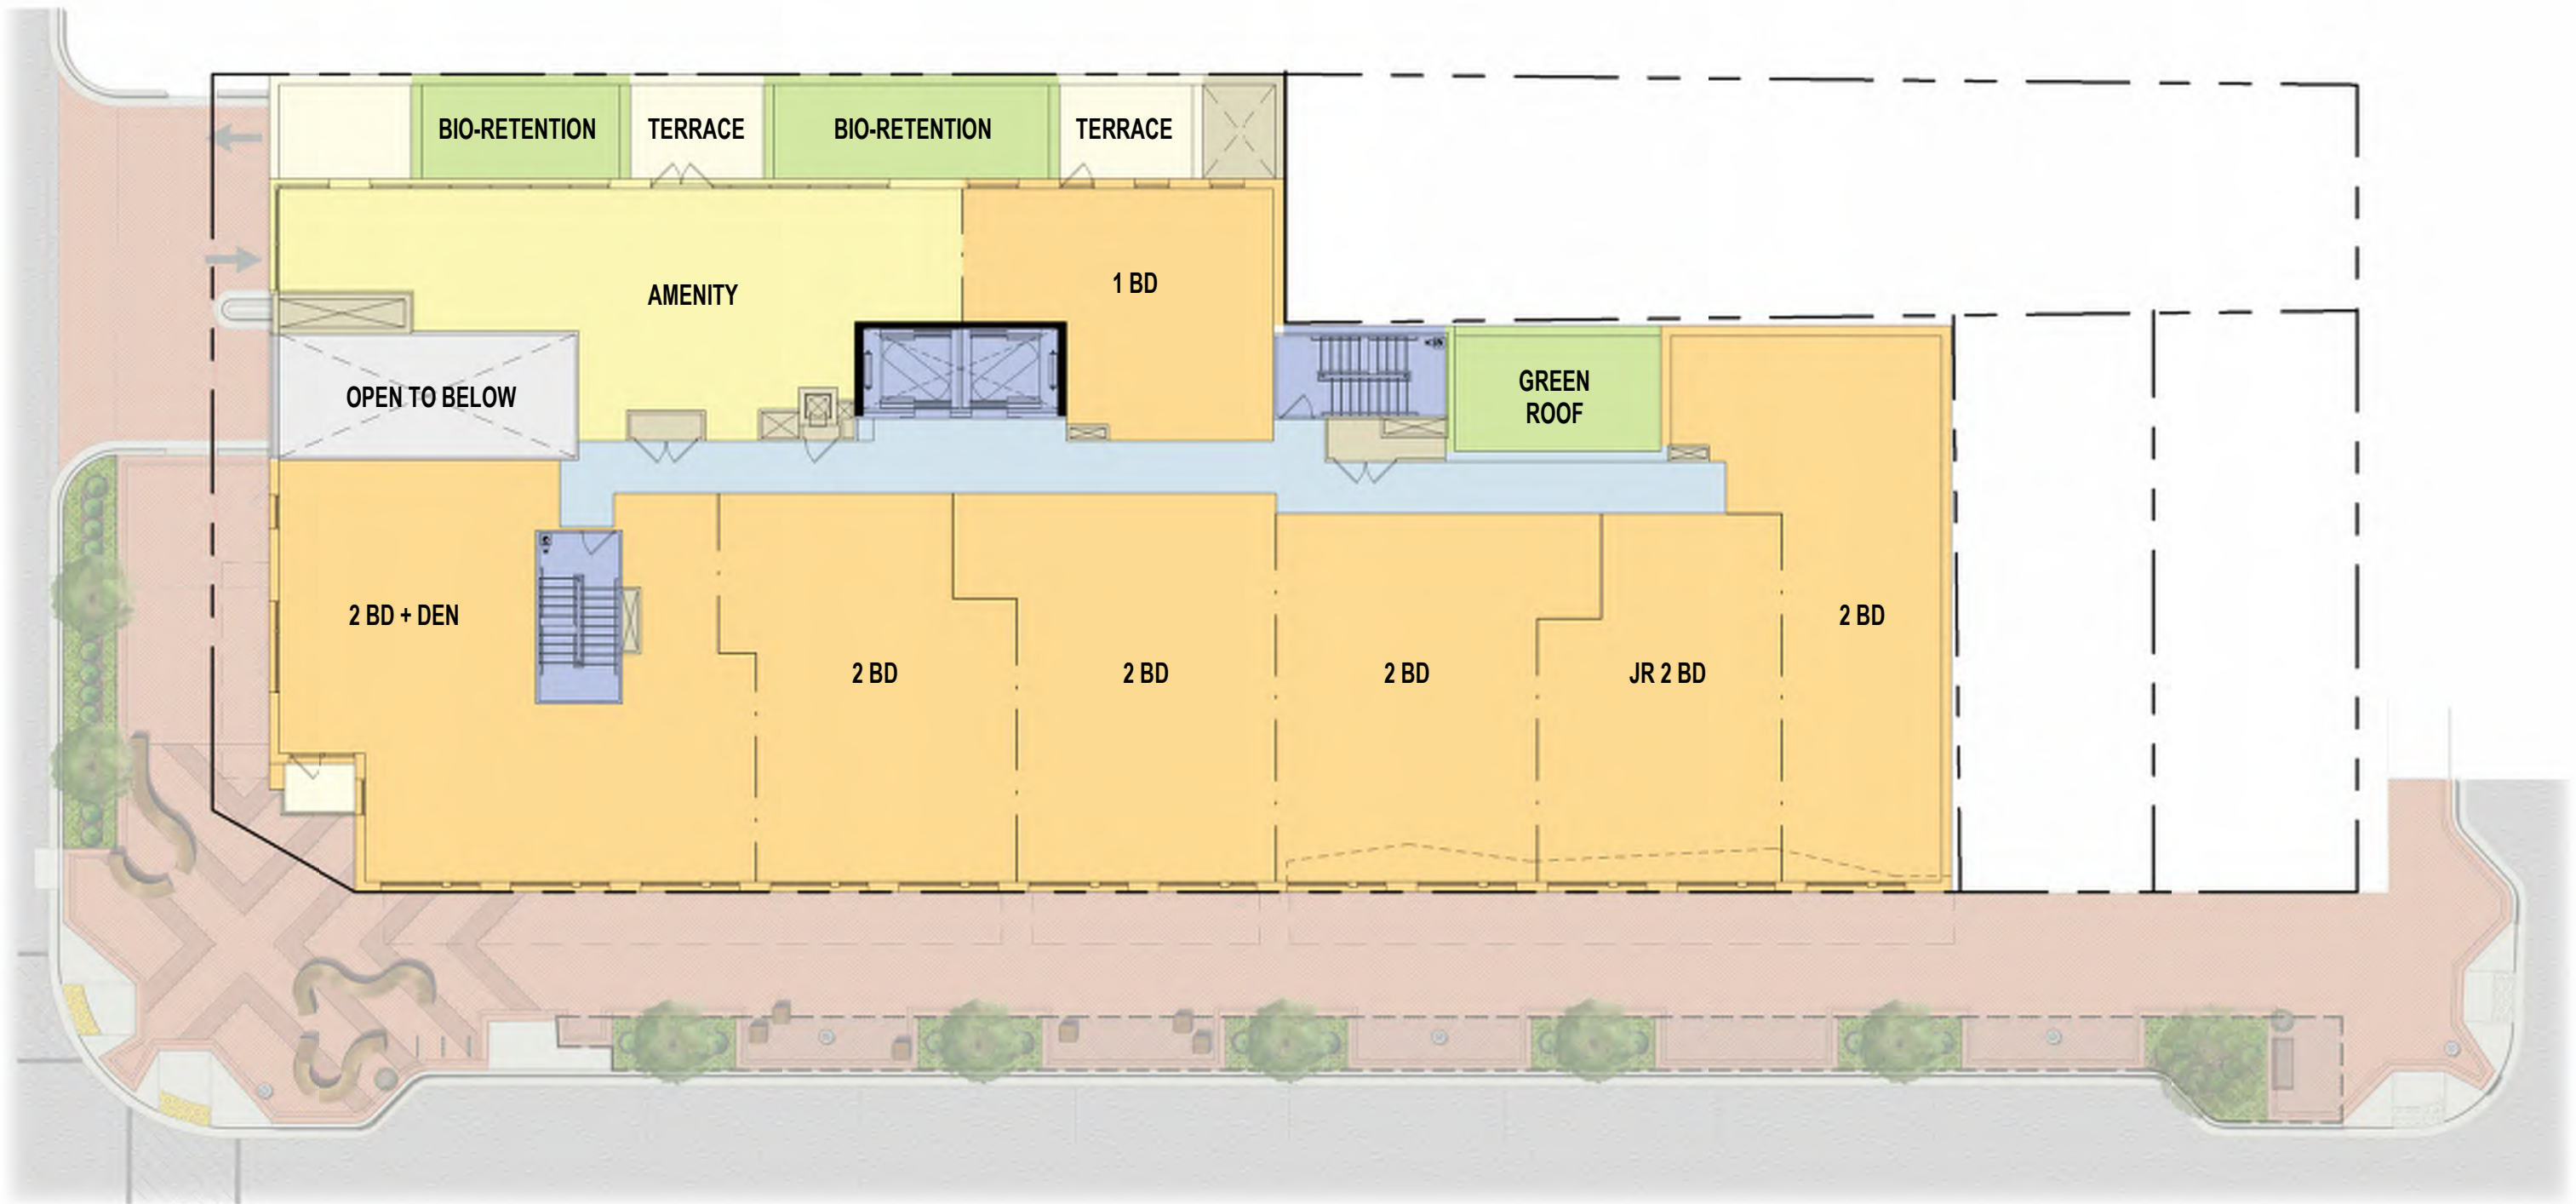 BIO-RETENTION
TERRACE
BIO-RETENTION
TERRACE
1 BD
AMENITY
OPEN TO BELOW
GREEN
ROOF
2 BD + DEN
2 BD
2 BD
2 BD
2 BD
JR 2 BD